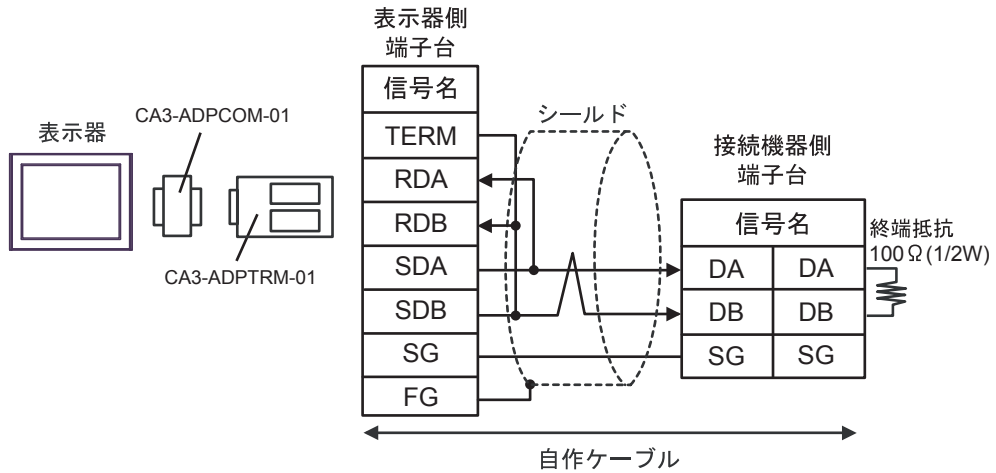 表示器
CA3-ADPCOM-01
CA3-ADPTRM-01
表示器側
端子台
信号名
TERM
RDA
RDB
SDA
SDB
SG
FG
シールド
接続機器側
端子台
信号名
DA DA
DB DB
SG SG
終端抵抗
100Ω(1/2W)
自作ケーブル